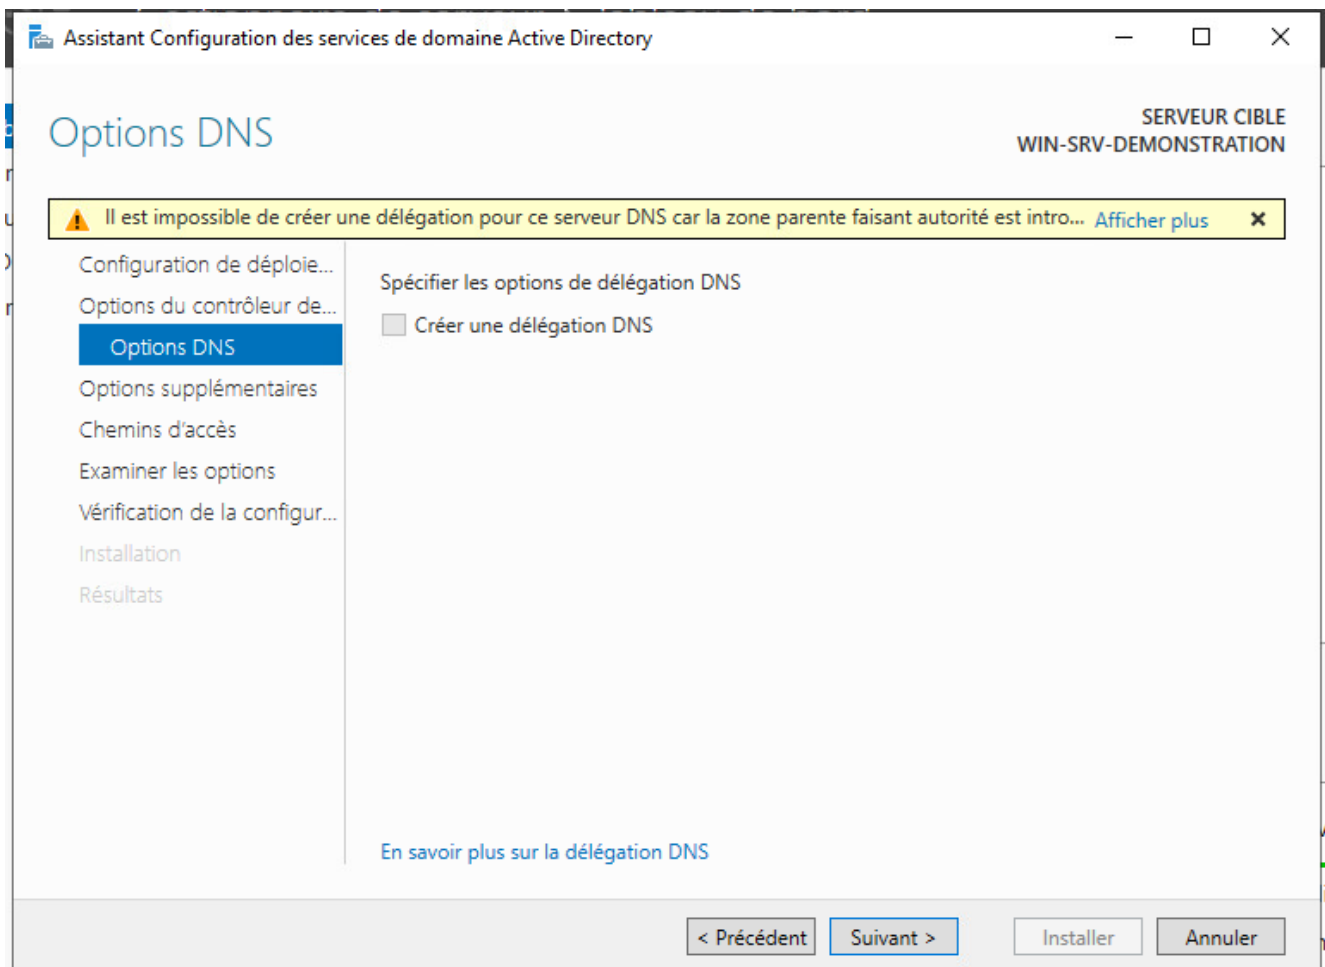 Assistant Configuration des services de domaine Active Directory
Options DNS
SERVEUR CIBLE
WIN-SRV-DEMONSTRATION
Il est impossible de créer une délégation pour ce serveur DNS car la zone parente faisant autorité est intro... Afficher plus
Configuration de déploie...
Options du contrôleur de...
Options DNS
Options supplémentaires
Chemins d'accès
Examiner les options
Vérification de la configur...
Installation
Résultats
Spécifier les options de délégation DNS
Créer une délégation DNS
En savoir plus sur la délégation DNS
< Précédent
Suivant >
Installer
Annuler